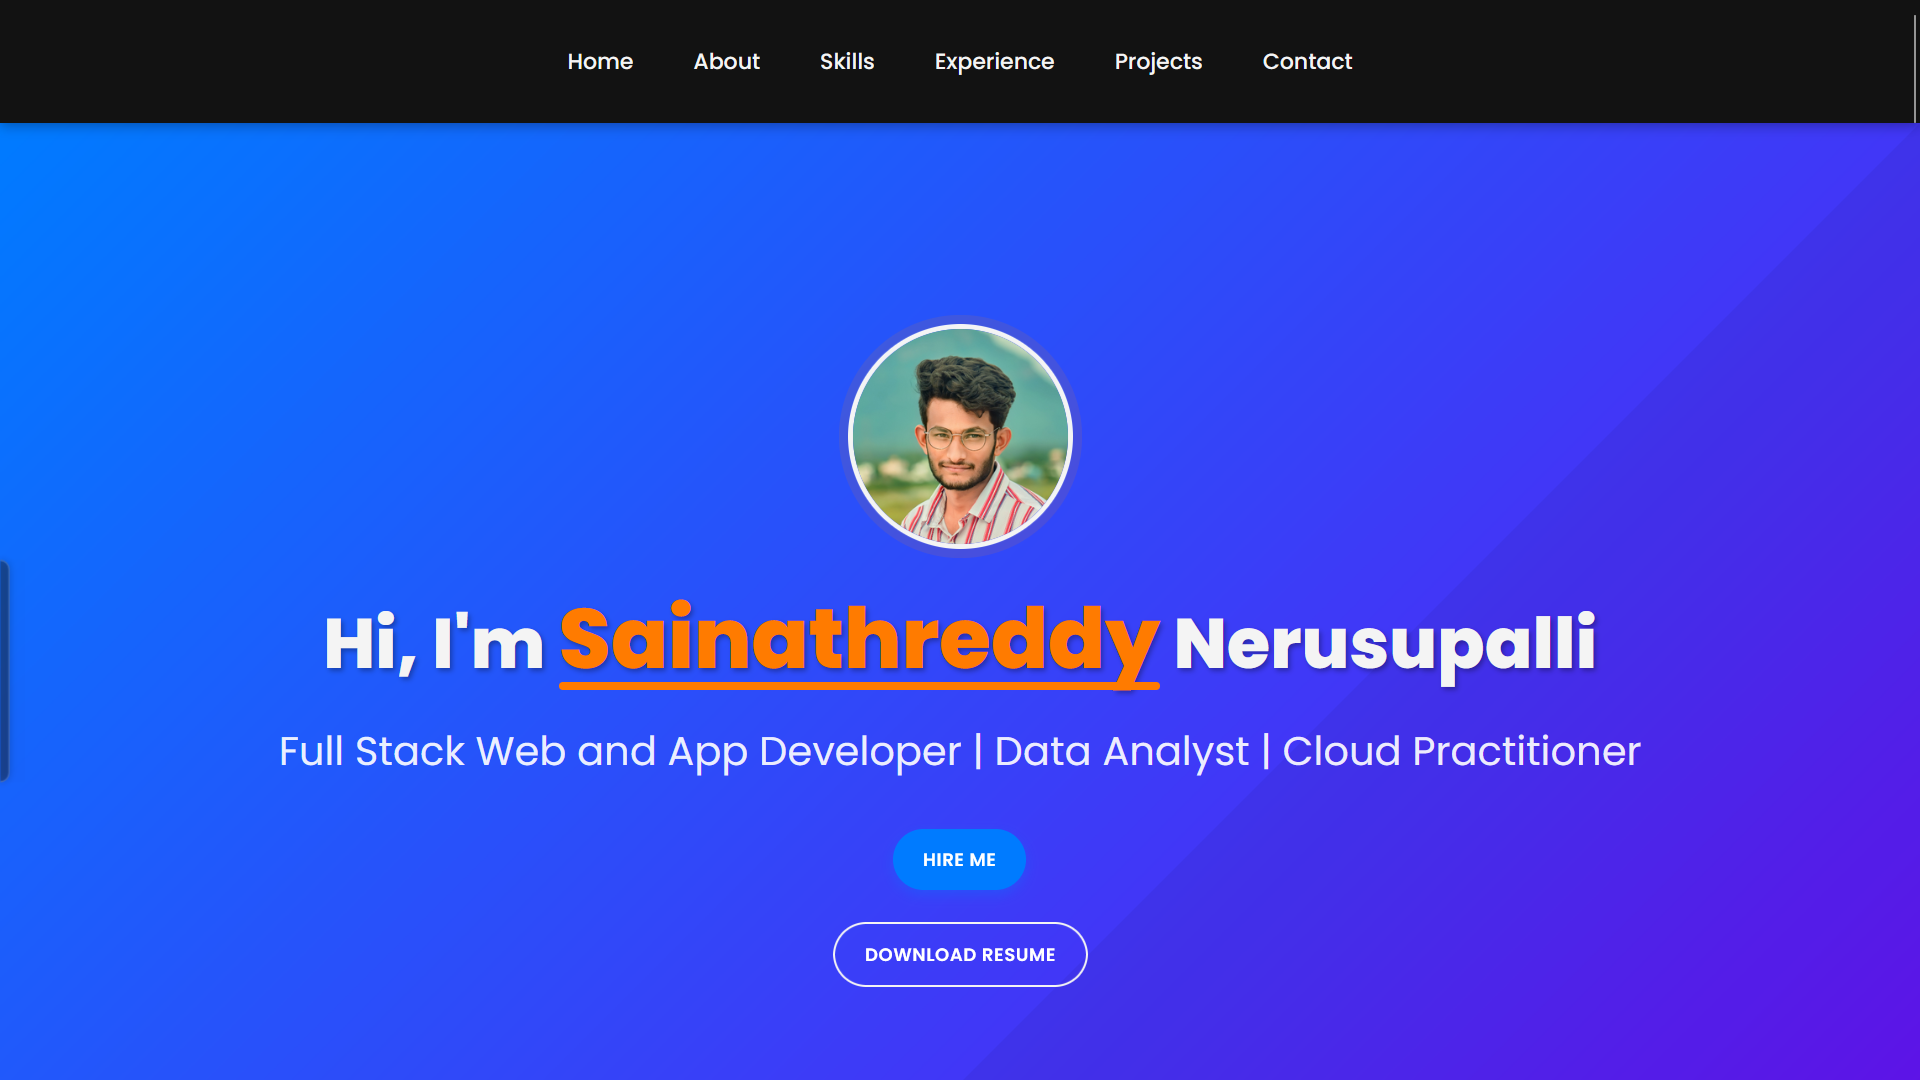 Home About Skills Experience Projects Contact
Hi, I'm Sainathreddy Nerusupalli
Full Stack Web and App Developer | Data Analyst | Cloud Practitioner
HIRE ME
DOWNLOAD RESUME